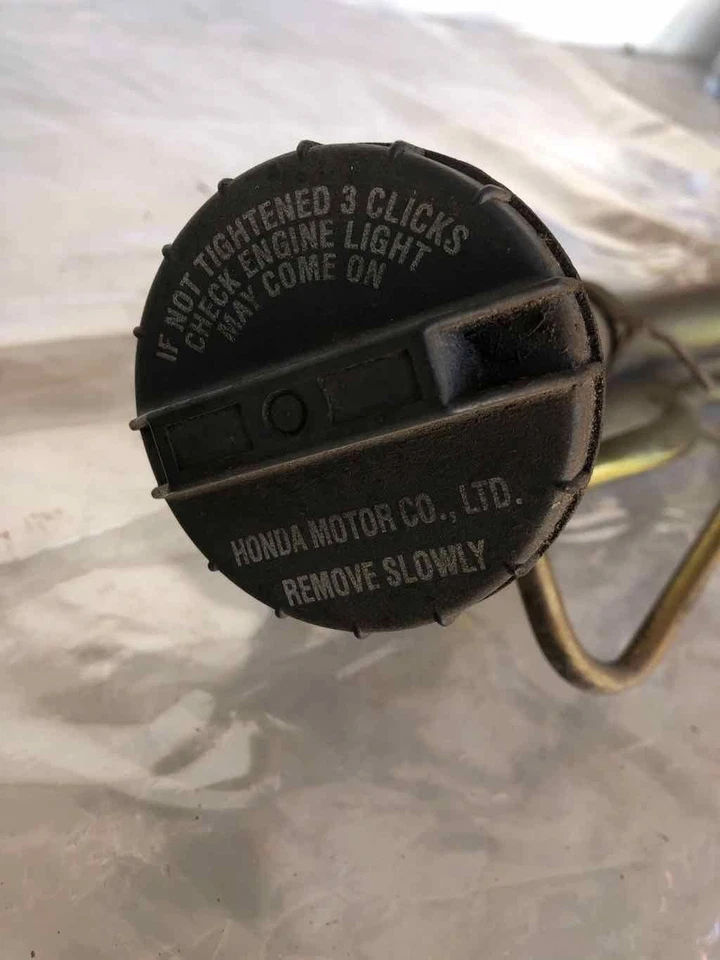 IF NOT TIGHTENED 3 CLICKS
CHECK ENGINE LIGHT
MAY COME ON
HONDA MOTOR CO., LTD.
REMOVE SLOWLY